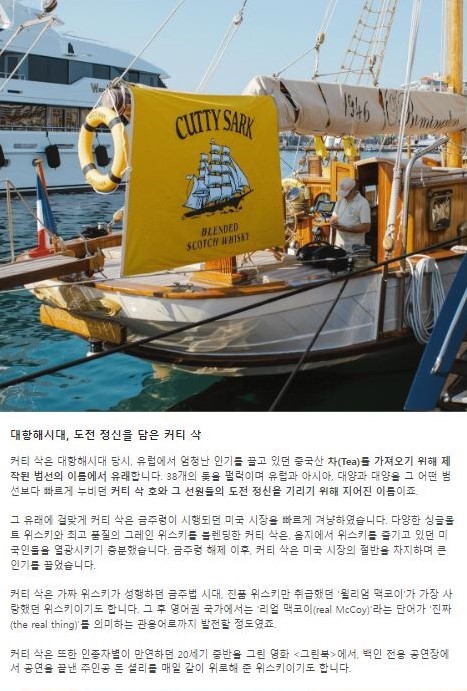 CUTTY SARK
BLENDED
SCOTCH WHISKY
1946
대항해시대, 도전 정신을 담은 커티 삭
커티 삭은 대항해시대 당시, 유럽에서 엄청난 인기를 끌고 있던 중국산 차(Tea)를 가져오기 위해 제
작된 범선의 이름에서 유래합니다. 38개의 돛을 펄럭이며 유럽과 아시아, 대양과 대양을 그 어떤 범
선보다 빠르게 누비던 커티 삭 호와 그 선원들의 도전 정신을 기리기 위해 지어진 이름이죠.
그 유래에 걸맞게 커티 삭은 금주령이 시행되던 미국 시장을 빠르게 겨냥하였습니다. 다양한 싱글몰
트 위스키와 최고 품질의 그레인 위스키를 블렌딩한 커티 삭은, 음지에서 위스키를 즐기고 있던 미
국인들을 열광시키기 충분했습니다. 금주령 해제 이후, 커티 삭은 미국 시장의 절반을 차지하며 큰
인기를 끌었습니다.
커티 삭은 가짜 위스키가 성행하던 금주법 시대, 진품 위스키만 취급했던 '윌리엄 맥코이'가 가장 사
랑했던 위스키이기도 합니다. 그 후 영어권 국가에서는 '리얼 맥코이(real McCoy)'라는 단어가 '진짜
(the real thing)'를 의미하는 관용어로까지 발전할 정도였죠.
커티 삭은 또한 인종차별이 만연하던 20세기 중반을 그린 영화 <그린북>에서, 백인 전용 공연장에
서 공연을 끝낸 주인공 돈 셜리를 매일 같이 위로해 준 위스키이기도 합니다.